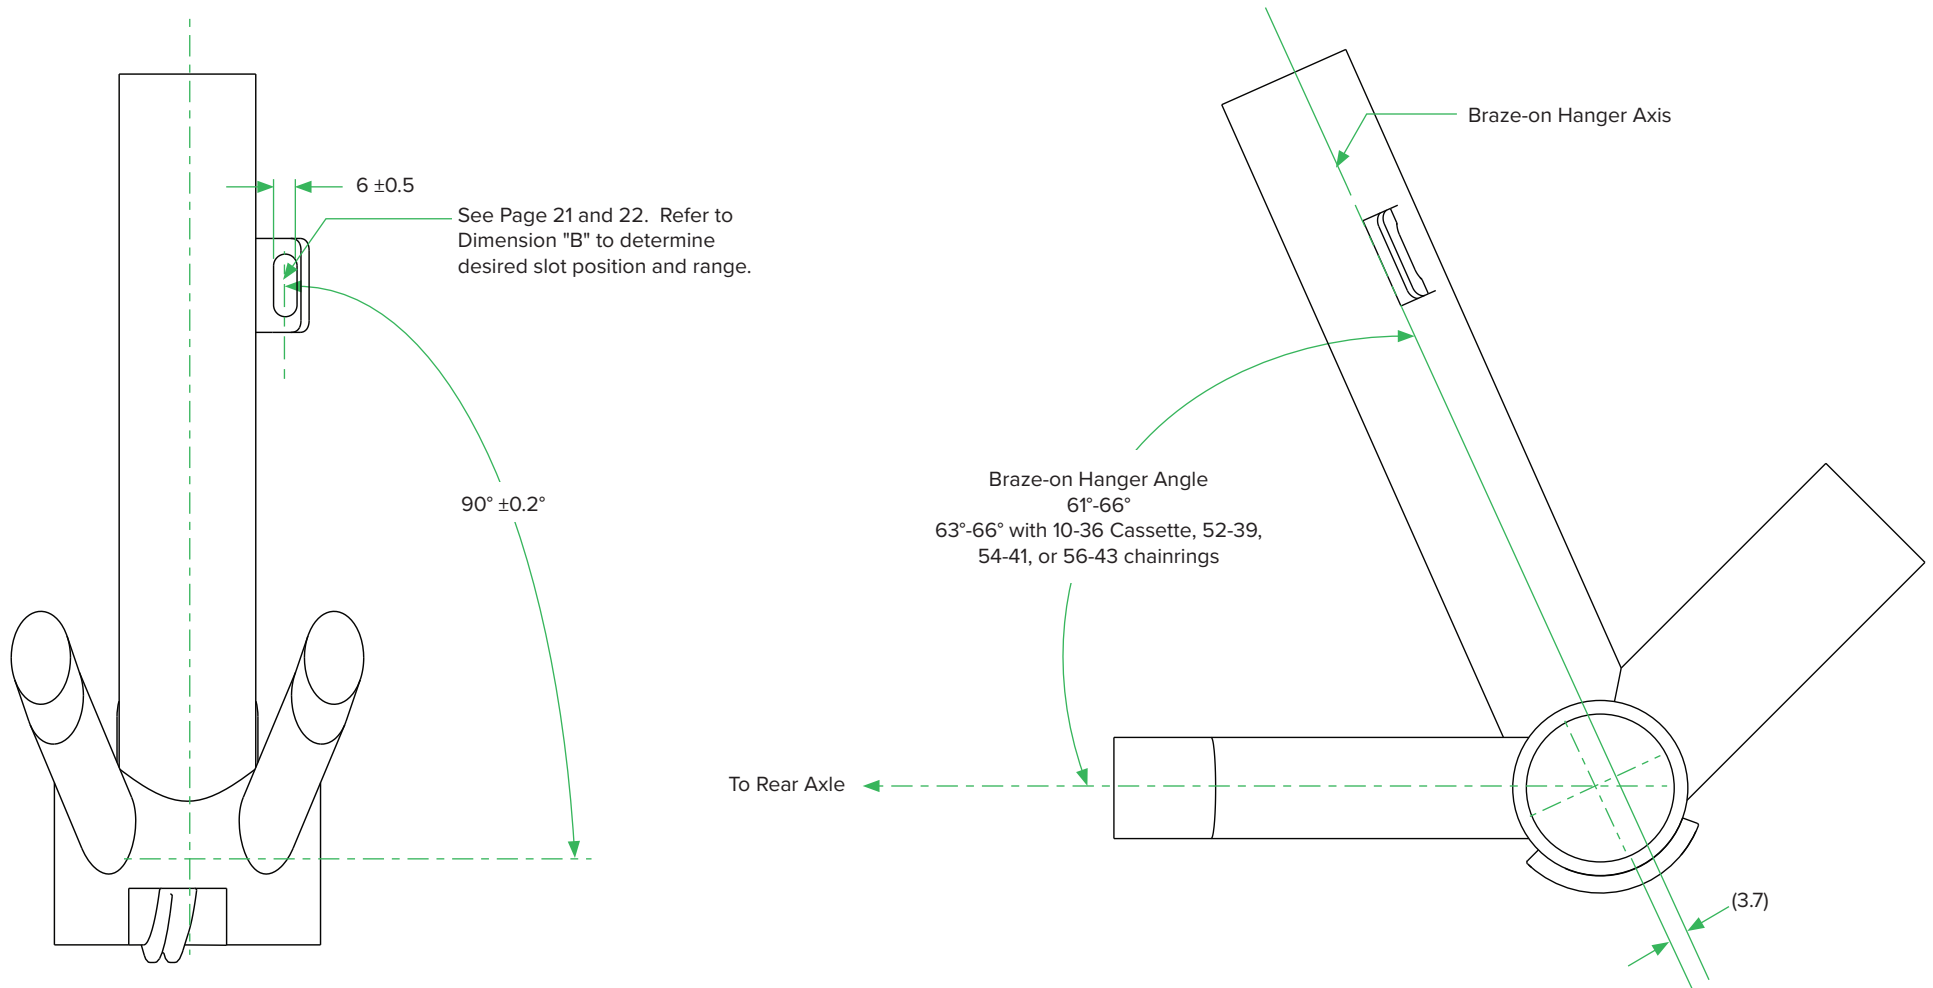 6 ±0.5
See Page 21 and 22.  Refer to
Dimension "B" to determine
desired slot position and range.
90° ±0.2°
Braze-on Hanger Axis
Braze-on Hanger Angle
61°-66°
63°-66° with 10-36 Cassette, 52-39,
54-41, or 56-43 chainrings
To Rear Axle
(3.7)